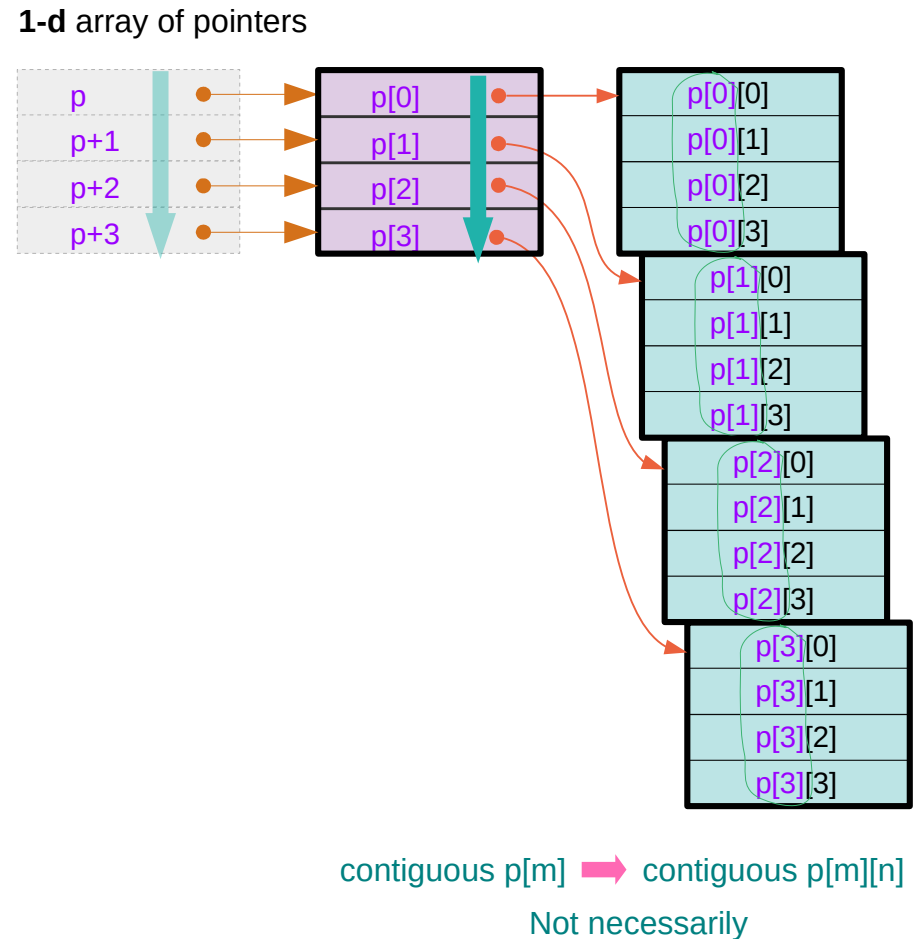 1-d array of pointers
p
p+1
p+2
p+3
p[0]
p[1]
p[2]
p[3]
p[0][0]
p[0][1]
p[0][2]
p[0][3]
p[1][0]
p[1][1]
p[1][2]
p[1][3]
p[2][0]
p[2][1]
p[2][2]
p[2][3]
p[3][0]
p[3][1]
p[3][2]
p[3][3]
contiguous p[m] contiguous p[m][n]
Not necessarily